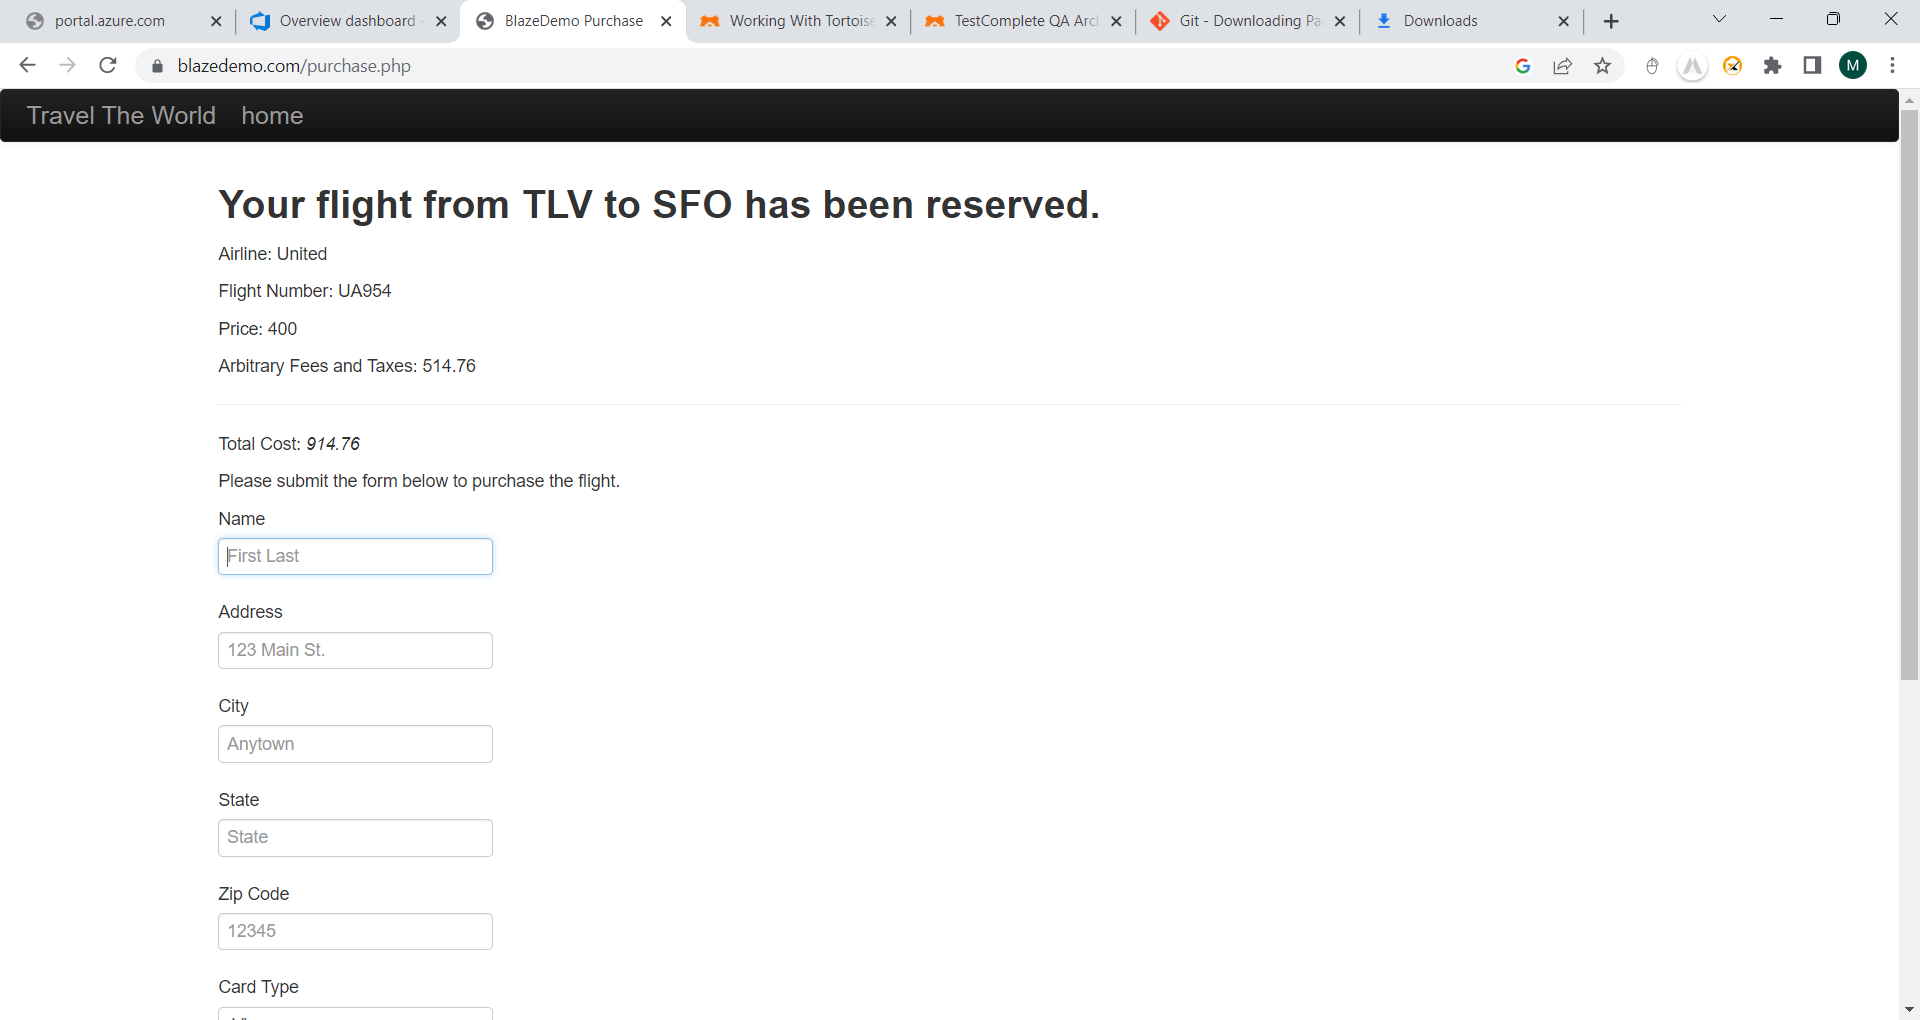 portal.azure.com
Overview dashboard
BlazeDemo Purchase
Working With Tortoise
TestComplete QA Arc
Git - Downloading Pa
Downloads
blazedemo.com/purchase.php
M
Travel The World home
Your flight from TLV to SFO has been reserved.
Airline: United
Flight Number: UA954
Price: 400
Arbitrary Fees and Taxes: 514.76
Total Cost: 914.76
Please submit the form below to purchase the flight.
Name
First Last
Address
123 Main St.
City
Anytown
State
State
Zip Code
12345
Card Type